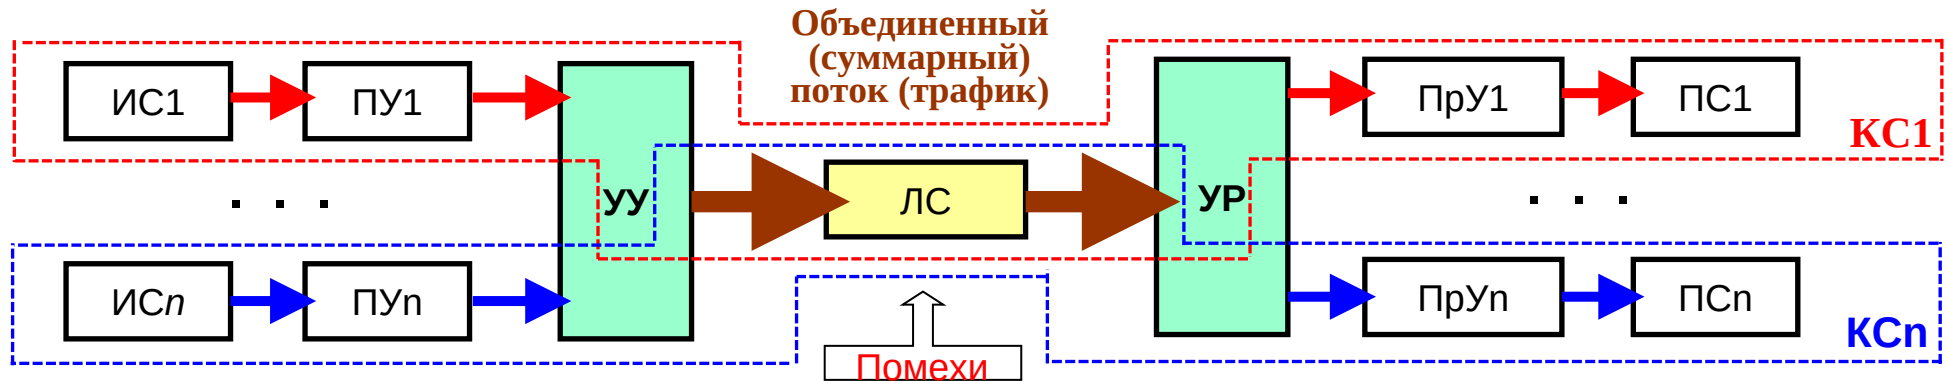 Объединенный
(суммарный)
поток (трафик)
ИС1
ПУ1
ПрУ1
ПС1
КС1
. . .
УУ
ЛС
УР
. . .
ИСn
ПУn
ПрУn
ПСn
КСn
Помехи